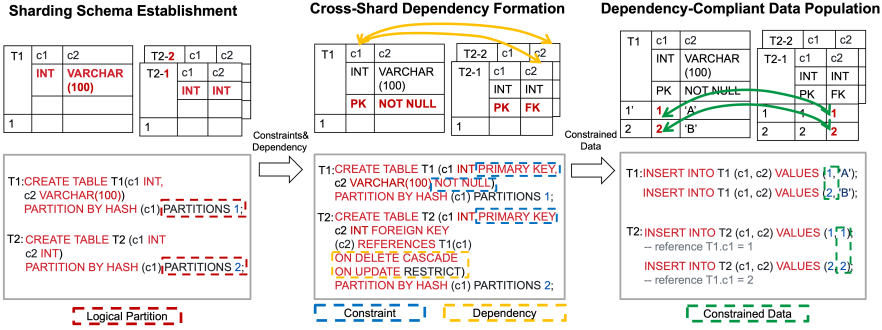 Sharding Schema Establishment
T1 c1 c2
INT VARCHAR
(100)
1
T2-2 c1 c2
T2-1 c1 c2
INT INT
1
T1:CREATE TABLE T1(c1 INT,
c2 VARCHAR(100))
PARTITION BY HASH (c1) PARTITIONS 1;
T2: CREATE TABLE T2 (c1 INT
c2 INT)
PARTITION BY HASH (c1) PARTITIONS 2;
Logical Partition
Constraints&
Dependency
Cross-Shard Dependency Formation
T1 c1 c2
INT VARCHAR
(100)
PK NOT NULL
1
T2-2 c1 c2
T2-1 c1 c2
INT INT
PK FK
1
T1: CREATE TABLE T1 (c1 INT PRIMARY KEY,
c2 VARCHAR(100) NOT NULL)
PARTITION BY HASH (c1) PARTITIONS 1;
T2: CREATE TABLE T2 (c1 INT PRIMARY KEY
c2 INT FOREIGN KEY
(c2) REFERENCES T1(c1)
ON DELETE CASCADE
ON UPDATE RESTRICT)
PARTITION BY HASH (c1) PARTITIONS 2;
Constraint
Dependency
Constrained
Data
Dependency-Compliant Data Population
T1 c1 c2
INT VARCHAR
(100)
PK NOT NULL
1' 1 'A'
2 2 'B'
T2-2 c1 c2
T2-1 c1 c2
INT INT
PK FK
1 1 1
2 2 2
T1: INSERT INTO T1 (c1, c2) VALUES (1, 'A');
INSERT INTO T1 (c1, c2) VALUES (2, 'B');
T2: INSERT INTO T2 (c1, c2) VALUES (1, 1);
-- reference T1.c1 = 1
INSERT INTO T2 (c1, c2) VALUES (2, 2);
-- reference T1.c1 = 2
Constrained Data